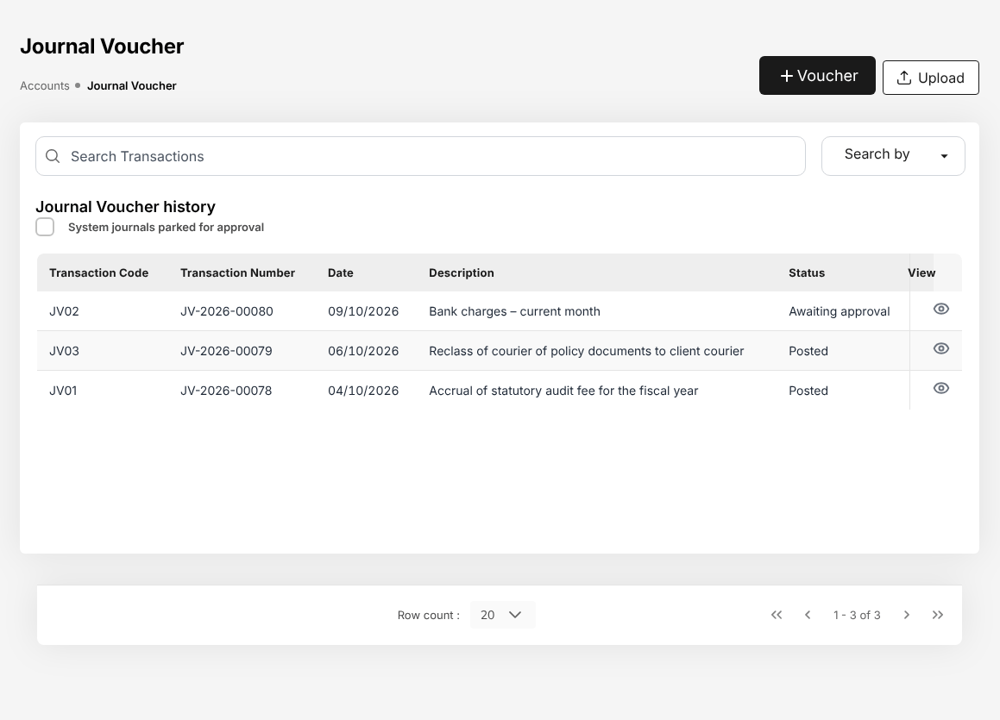 Journal Voucher
Accounts • Journal Voucher
+ Voucher
Upload
Search Transactions
Search by
Journal Voucher history
System journals parked for approval
Transaction Code Transaction Number Date Description Status View
JV02 JV-2026-00080 09/10/2026 Bank charges – current month Awaiting approval
JV03 JV-2026-00079 06/10/2026 Reclass of courier of policy documents to client courier Posted
JV01 JV-2026-00078 04/10/2026 Accrual of statutory audit fee for the fiscal year Posted
Row count : 20 1 - 3 of 3